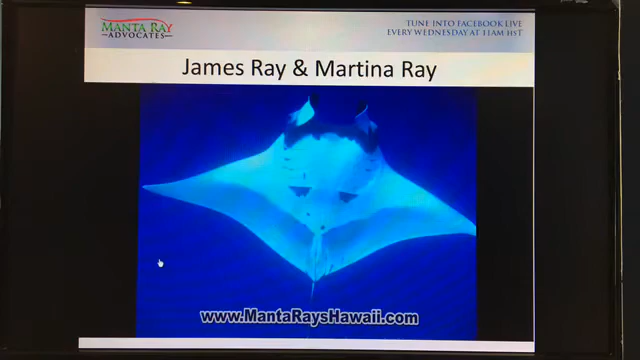 MANTA RAY
-ADVOCATES-
TUNE INTO FACEBOOK LIVE
EVERY WEDNESDAY AT 11AM HST
James Ray & Martina Ray
www.MantaRaysHawaii.com